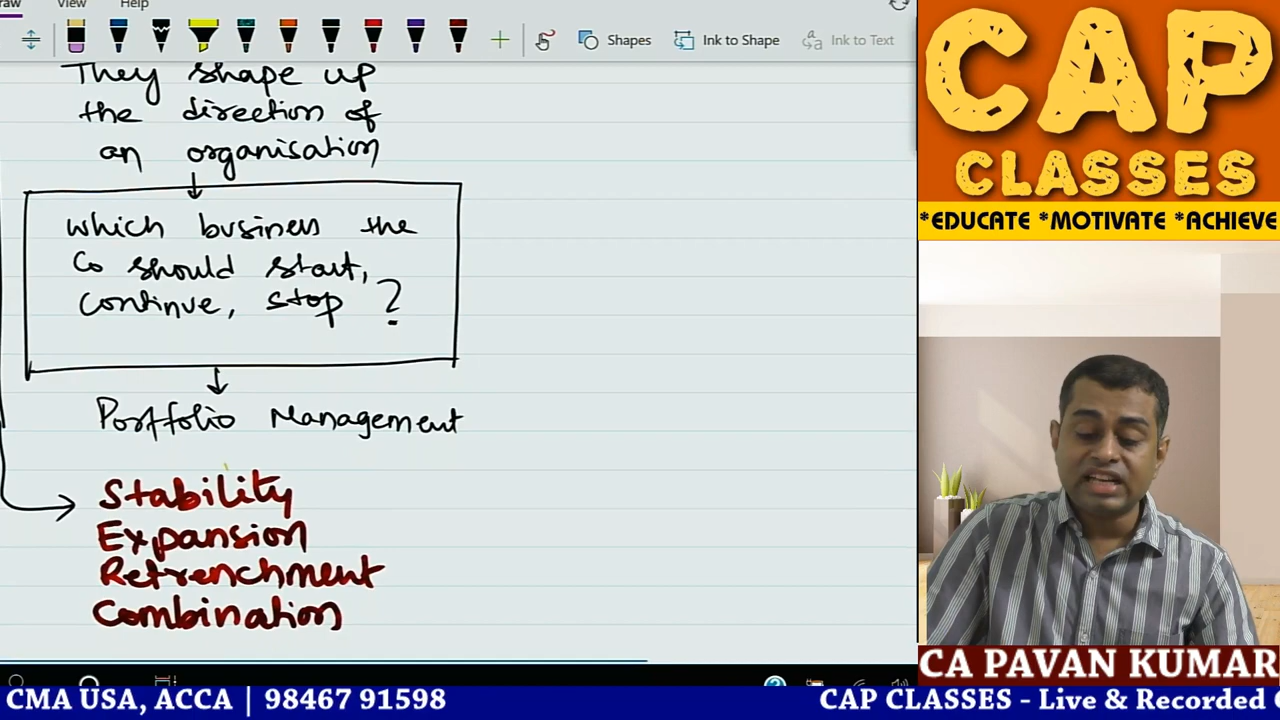 View
Help
Shapes
Ink to Shape
Ink to Text
They shape up
the direction of
an organisation
which business the
Co should start,
continue, stop ?
Portfolio Management
Stability
Expansion
Retrenchment
Combination
CAP
CLASSES
*EDUCATE *MOTIVATE *ACHIEVE
CA PAVAN KUMAR
CMA USA, ACCA | 98467 91598
CAP CLASSES - Live & Recorded